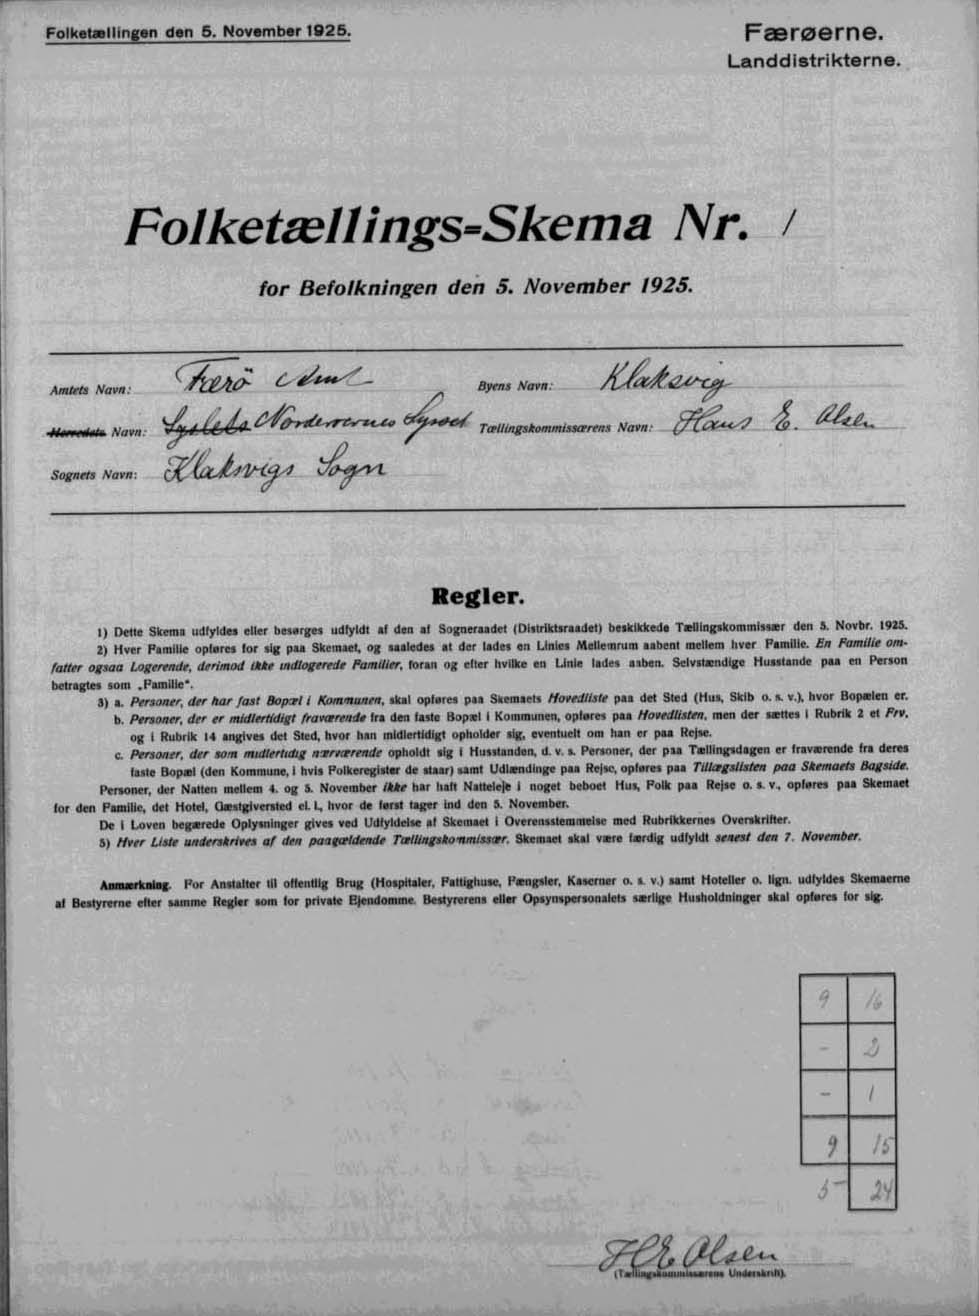 Folketællingen den 5. November 1925.
Færøerne.
Landdistrikterne.
Folketællings=Skema Nr. 1
for Befolkningen den 5. November 1925.
Amtets Navn: Færö Amt
Byens Navn: Klaksvig
Herredets Navn: Syslets Norderøernes Syssel
Tællingskommissærens Navn: Hans E. Olsen
Sognets Navn: Klaksvigs Sogn
Regler.
1) Dette Skema udfyldes eller besørges udfyldt af den af Sogneraadet (Distriktsraadet) beskikkede Tællingskommissær den 5. Novbr. 1925.
2) Hver Familie opføres for sig paa Skemaet, og saaledes at der lades en Linies Mellemrum aabent mellem hver Familie. En Familie om-
fatter ogsaa Logerende, derimod ikke indlogerede Familier, foran og efter hvilke en Linie lades aaben. Selvstændige Husstande paa en Person
betragtes som „Familie“.
3) a. Personer, der har fast Bopæl i Kommunen, skal opføres paa Skemaets Hovedliste paa det Sted (Hus, Skib o. s. v.), hvor Bopælen er.
b. Personer, der er midlertidigt fraværende fra den faste Bopæl i Kommunen, opføres paa Hovedlisten, men der sættes i Rubrik 2 et Frv,
og i Rubrik 14 angives det Sted, hvor han midlertidigt opholder sig, eventuelt om han er paa Rejse.
c. Personer, der som midlertidig nærværende opholdt sig i Husstanden, d. v. s. Personer, der paa Tællingsdagen er fraværende fra deres
faste Bopæl (den Kommune, i hvis Folkeregister de staar) samt Udlændinge paa Rejse, opføres paa Tillægslisten paa Skemaets Bagside.
Personer, der Natten mellem 4. og 5. November ikke har haft Natteleje i noget beboet Hus, Folk paa Rejse o. s. v., opføres paa Skemaet
for den Familie, det Hotel, Gæstgiversted el. l., hvor de først tager ind den 5. November.
De i Loven begærede Oplysninger gives ved Udfyldelse af Skemaet i Overensstemmelse med Rubrikkernes Overskrifter.
5) Hver Liste underskrives af den paagældende Tællingskommissær. Skemaet skal være færdig udfyldt senest den 7. November.
Anmærkning. For Anstalter til offentlig Brug (Hospitaler, Fattighuse, Fængsler, Kaserner o. s. v.) samt Hoteller o. lign. udfyldes Skemaerne
af Bestyrerne efter samme Regler som for private Ejendomme. Bestyrerens eller Opsynspersonalets særlige Husholdninger skal opføres for sig.
9 16
- 2
- 1
9 15
5 24
H E Olsen
(Tællingskommissærens Underskrift).